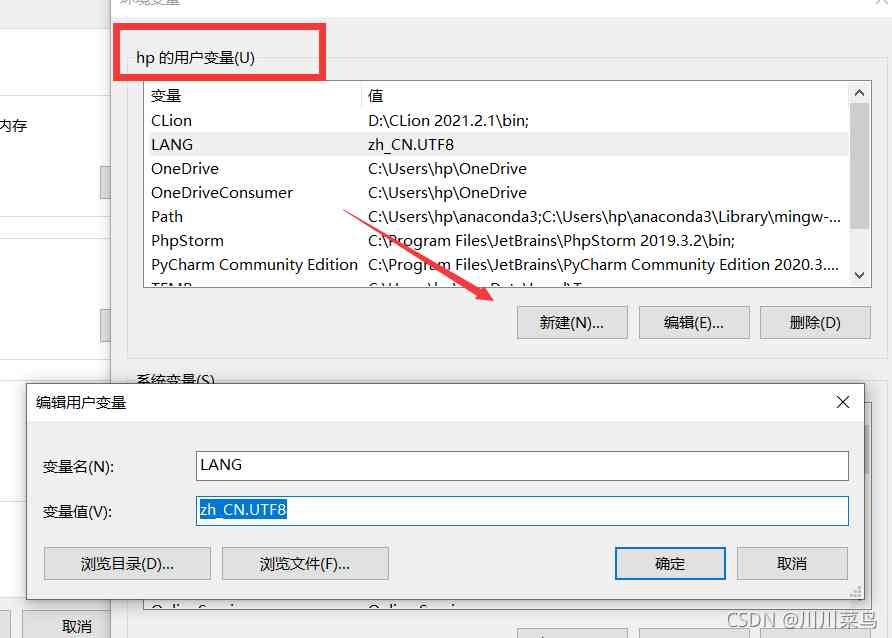 环境变量
hp 的用户变量(U)
变量 值
CLion D:\CLion 2021.2.1\bin;
LANG zh_CN.UTF8
OneDrive C:\Users\hp\OneDrive
OneDriveConsumer C:\Users\hp\OneDrive
Path C:\Users\hp\anaconda3;C:\Users\hp\anaconda3\Library\mingw-...
PhpStorm C:\Program Files\JetBrains\PhpStorm 2019.3.2\bin;
PyCharm Community Edition C:\Program Files\JetBrains\PyCharm Community Edition 2020.3....
TEMP
内存
新建(N)... 编辑(E)... 删除(D)
系统变量(S)
编辑用户变量
变量名(N): LANG
变量值(V): zh_CN.UTF8
浏览目录(D)... 浏览文件(F)... 确定 取消
取消
CSDN @川川菜鸟